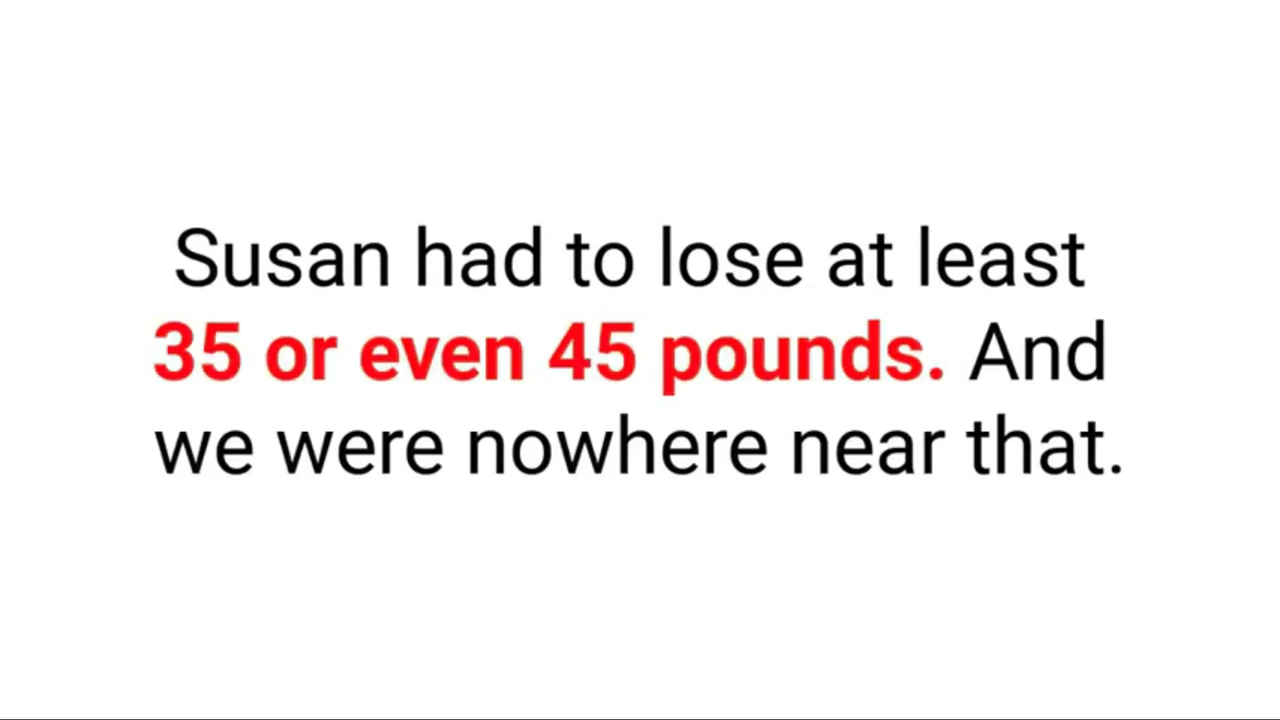 Susan had to lose at least
35 or even 45 pounds. And
we were nowhere near that.